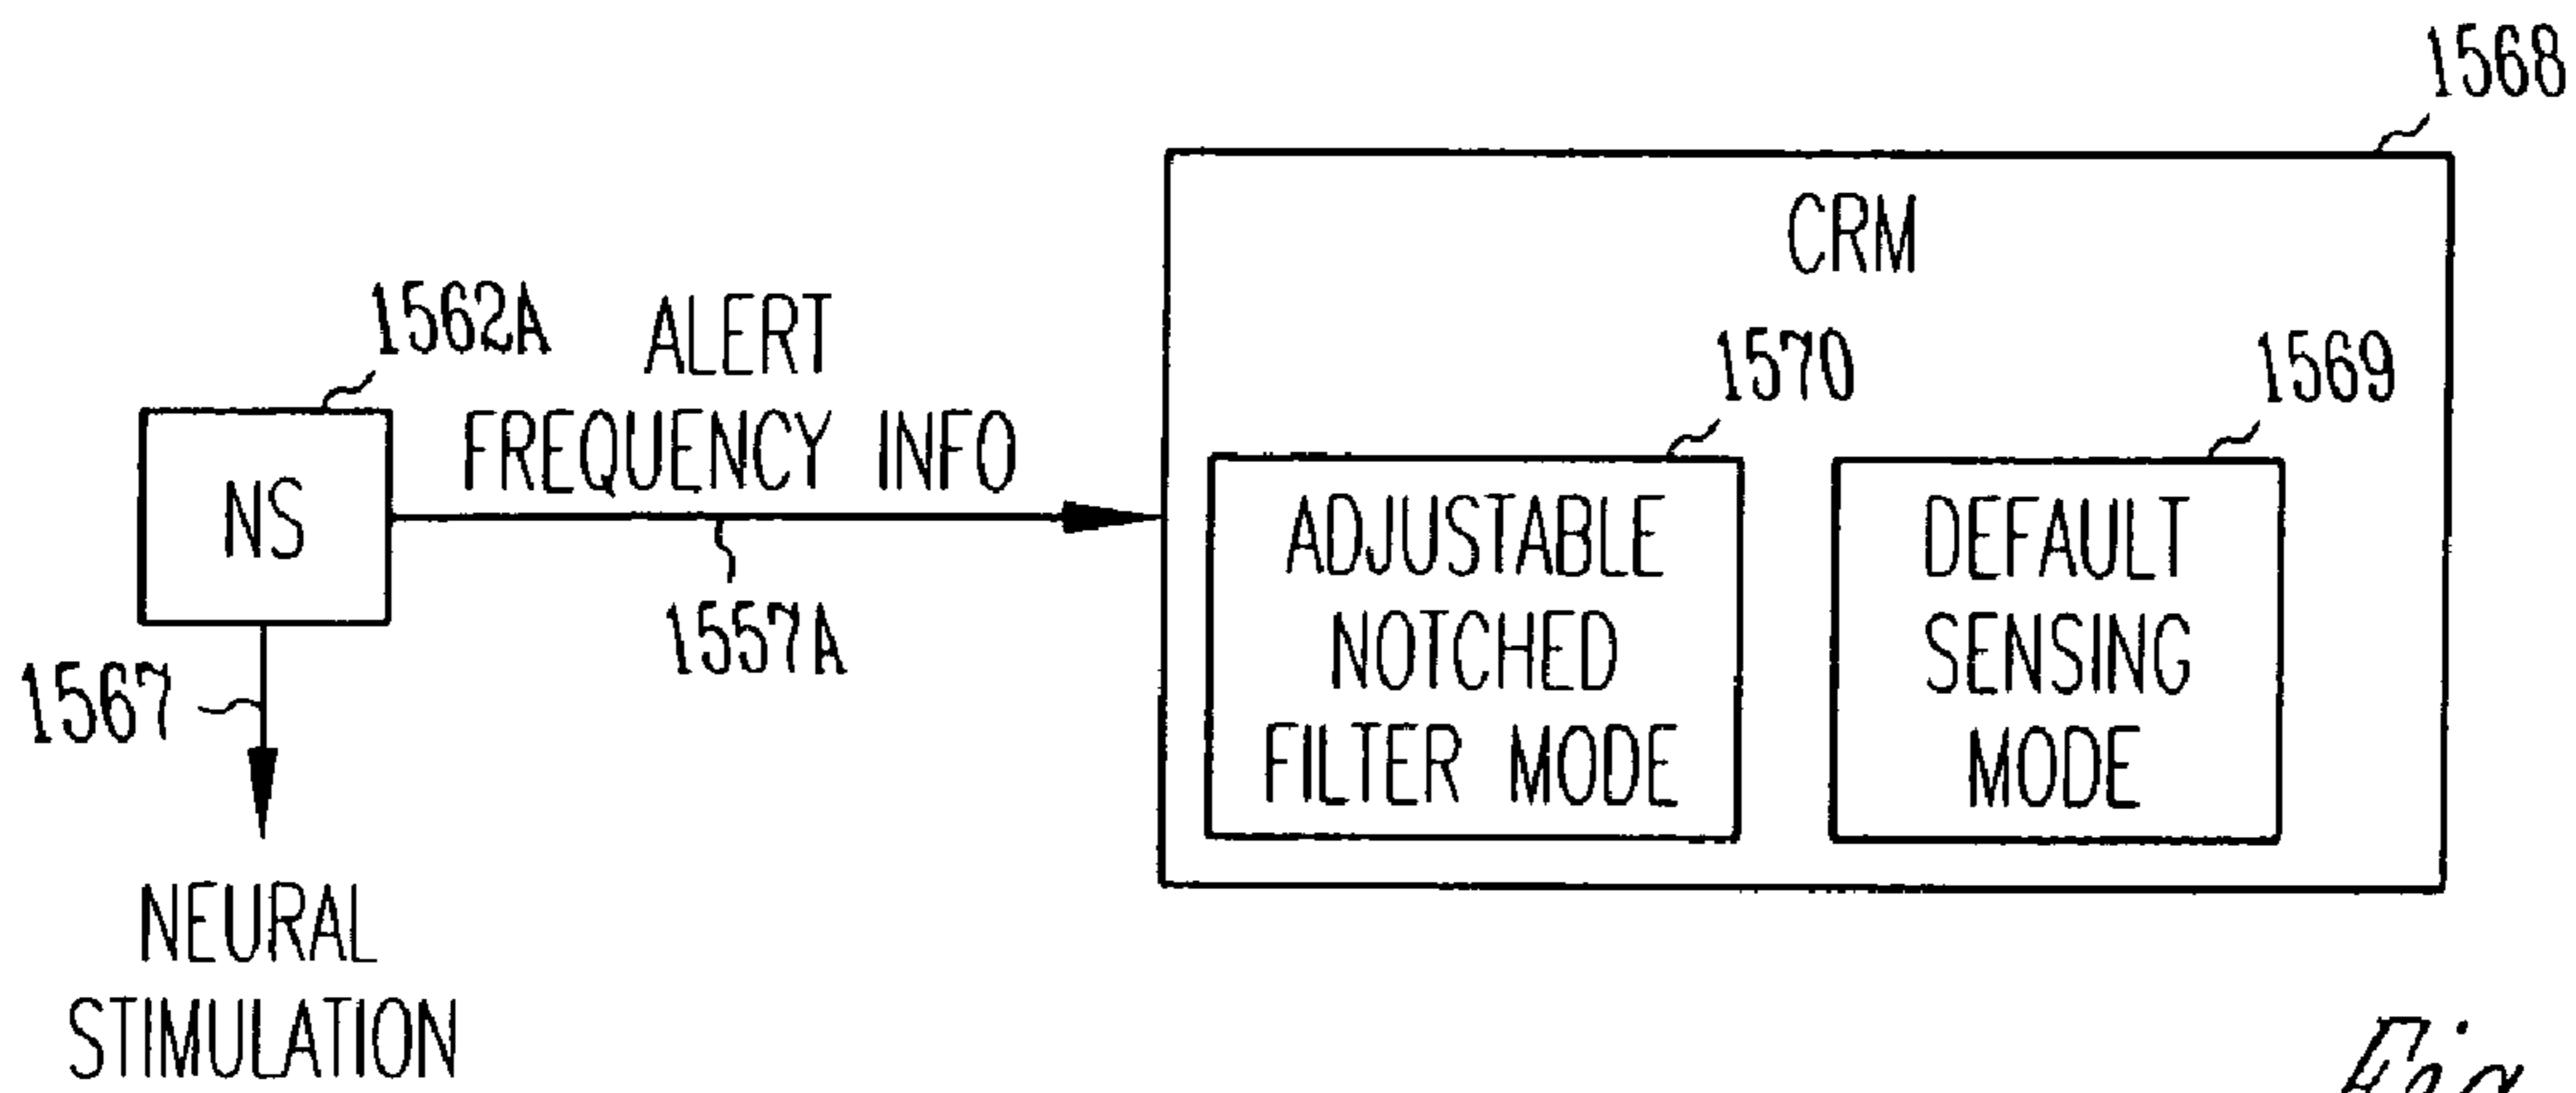 1568
CRM
1562A
ALERT
FREQUENCY INFO
1570
1569
NS
ADJUSTABLE
NOTCHED
FILTER MODE
DEFAULT
SENSING
MODE
1557A
1567
NEURAL
STIMULATION
Fig.